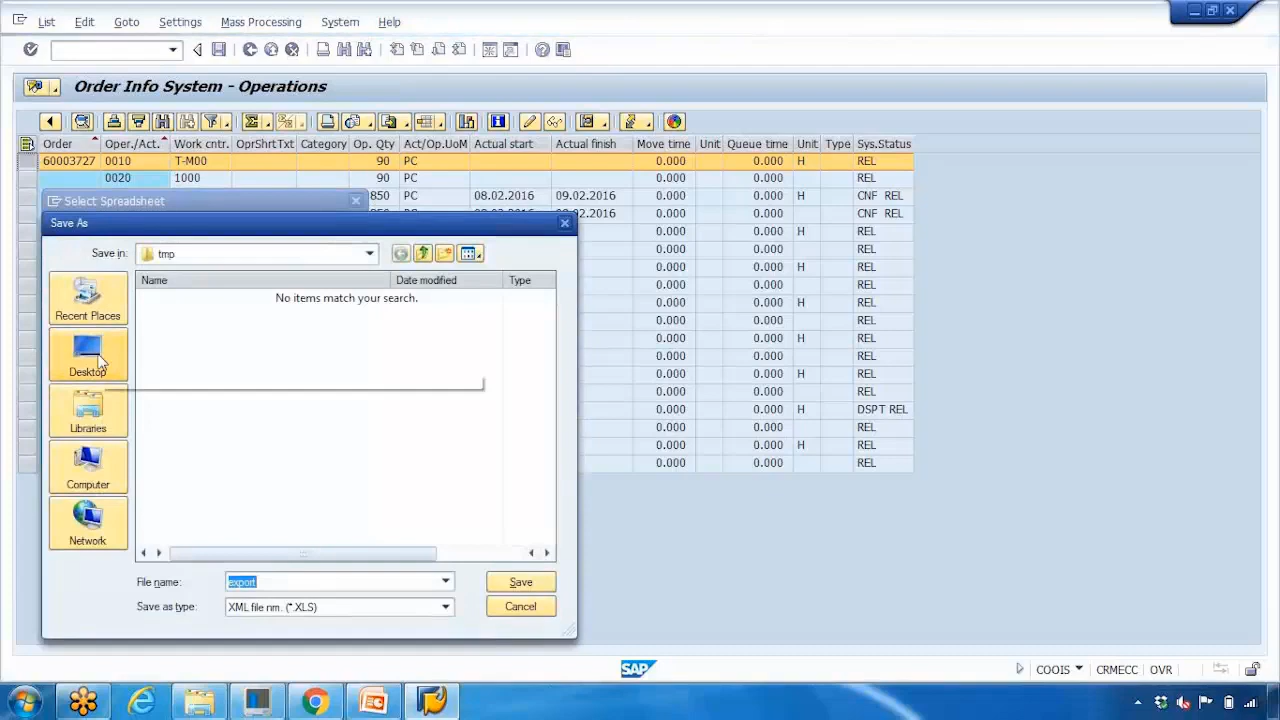 List Edit Goto Settings Mass Processing System Help
Order Info System - Operations
Order Oper./Act. Work cntr. OprShrtTxt Category Op. Qty Act/Op.UoM Actual start Actual finish Move time Unit Queue time Unit Type Sys.Status
60003727 0010 T-M00 90 PC 0.000 0.000 H REL
0020 1000 90 PC 0.000 0.000 REL
850 PC 08.02.2016 09.02.2016 0.000 0.000 H CNF REL
.02.2016 0.000 0.000 CNF REL
0.000 0.000 H REL
0.000 0.000 REL
0.000 0.000 H REL
0.000 0.000 REL
0.000 0.000 H REL
0.000 0.000 REL
0.000 0.000 H REL
0.000 0.000 REL
0.000 0.000 H REL
0.000 0.000 REL
0.000 0.000 H DSPT REL
0.000 0.000 REL
0.000 0.000 H REL
0.000 0.000 REL
Select Spreadsheet
Save As
Save in: tmp
Name Date modified Type
No items match your search.
Recent Places
Desktop
Libraries
Computer
Network
File name: export Save
Save as type: XML file nm. (*.XLS) Cancel
SAP COOIS CRMECC OVR